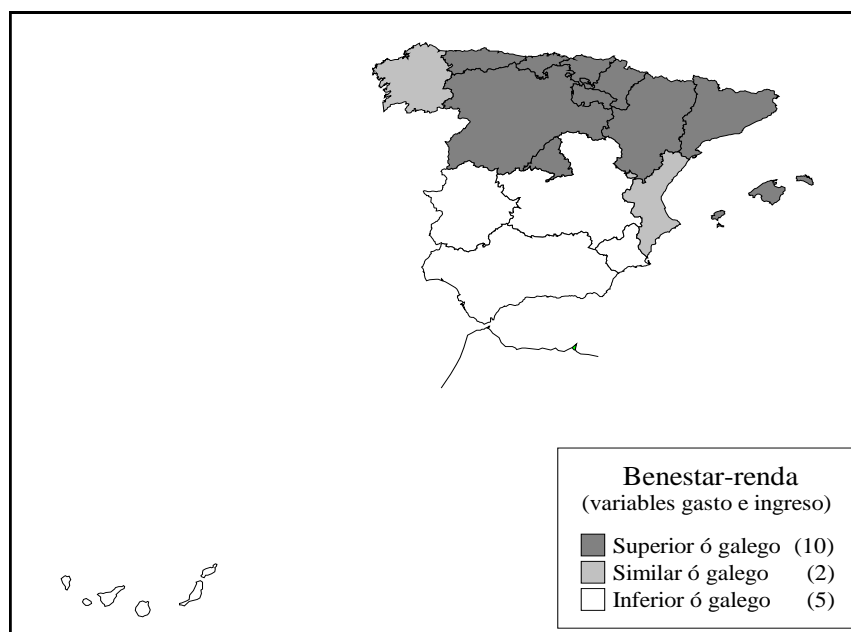 Benestar-renda
(variables gasto e ingreso)
Superior ó galego (10)
Similar ó galego (2)
Inferior ó galego (5)